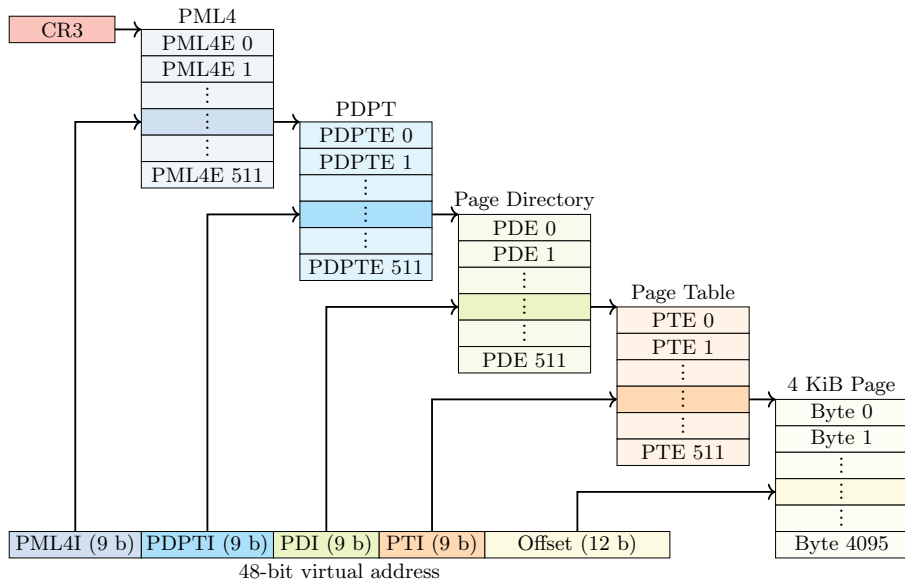 PML4
CR3
PML4E 0
PML4E 1
⋮
⋮
⋮
PML4E 511
PDPT
PDPTE 0
PDPTE 1
⋮
⋮
⋮
PDPTE 511
Page Directory
PDE 0
PDE 1
⋮
⋮
⋮
PDE 511
Page Table
PTE 0
PTE 1
⋮
⋮
⋮
PTE 511
4 KiB Page
Byte 0
Byte 1
⋮
⋮
⋮
Byte 4095
PML4I (9 b) PDPTI (9 b) PDI (9 b) PTI (9 b) Offset (12 b)
48-bit virtual address